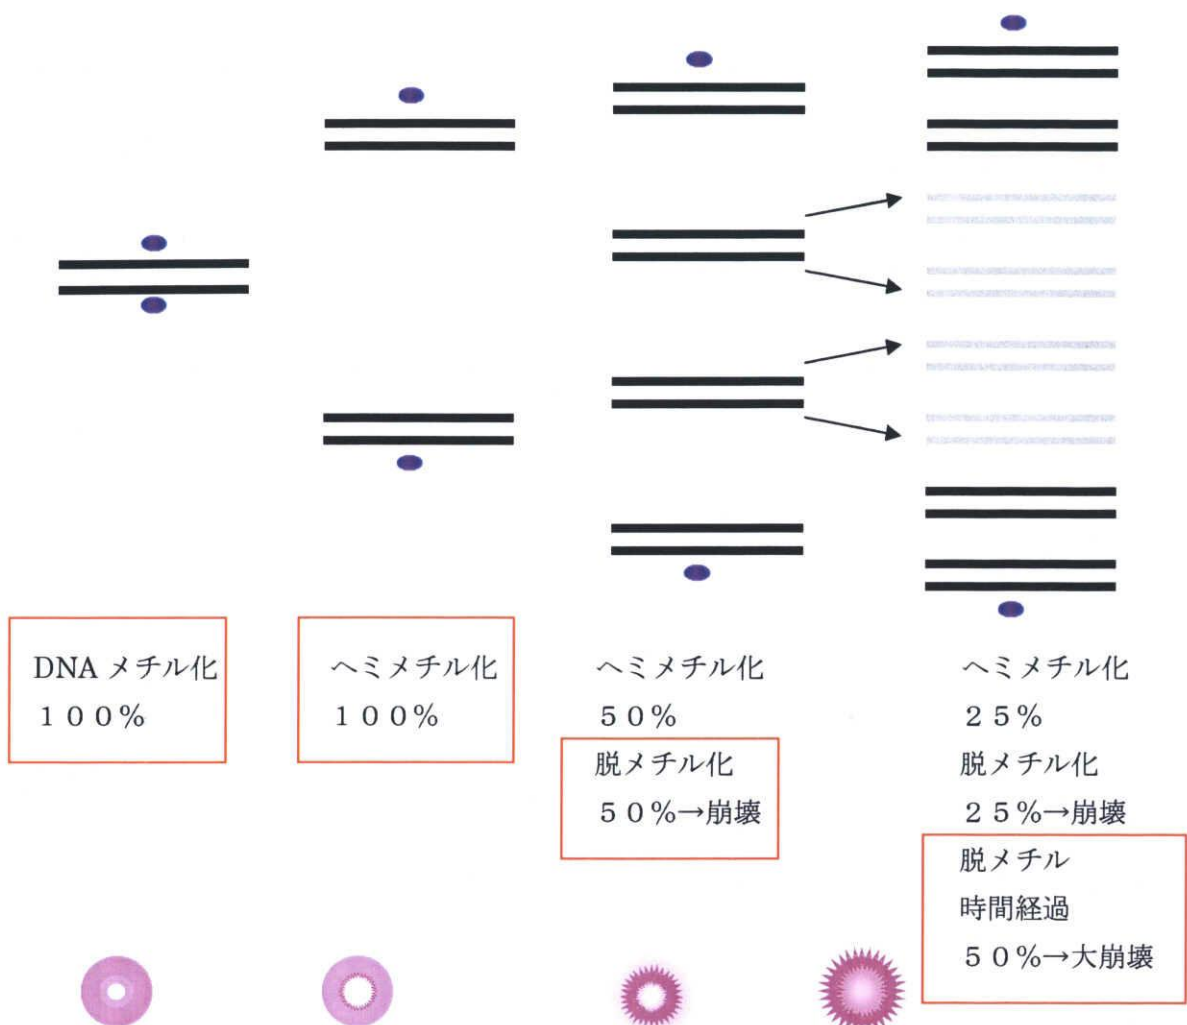 DNA メチル化
１００%
ヘミメチル化
１００%
ヘミメチル化
５０%
脱メチル化
５０%→崩壊
ヘミメチル化
２５%
脱メチル化
２５%→崩壊
脱メチル
時間経過
５０%→大崩壊